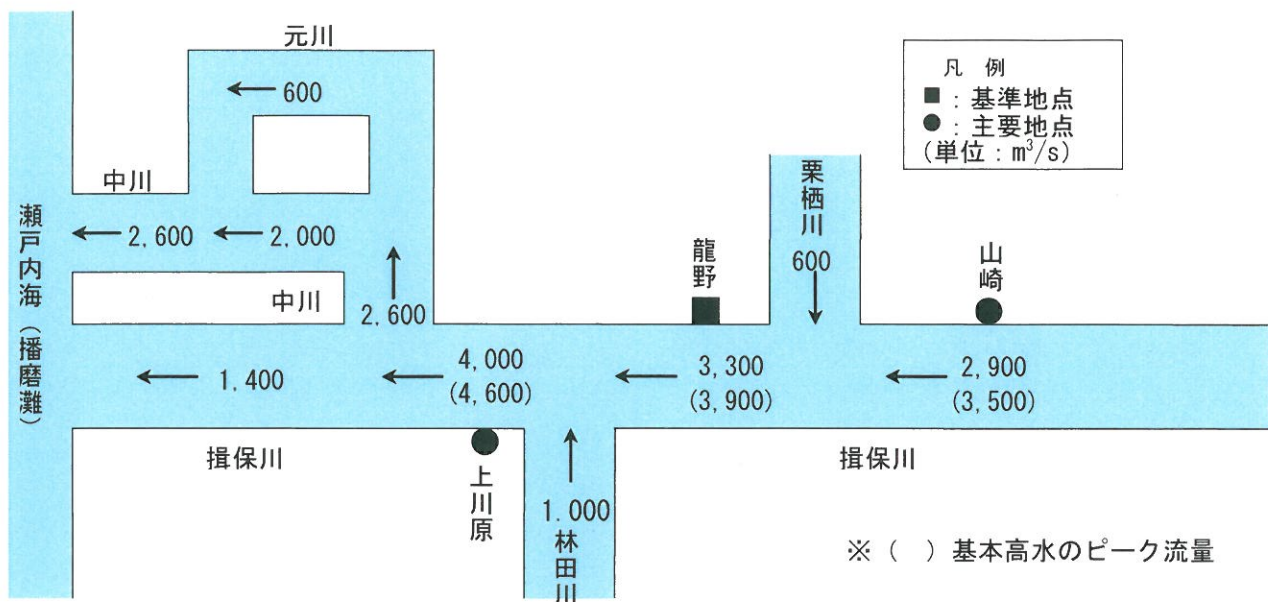 元川
600
凡 例
■：基準地点
●：主要地点
(単位：m³/s)
中川
2,600
2,000
瀬戸内海（播磨灘）
中川
2,600
龍野
栗栖川
600
山崎
1,400
4,000
(4,600)
3,300
(3,900)
2,900
(3,500)
揖保川
上川原
1.000
林田川
揖保川
※（ ）基本高水のピーク流量